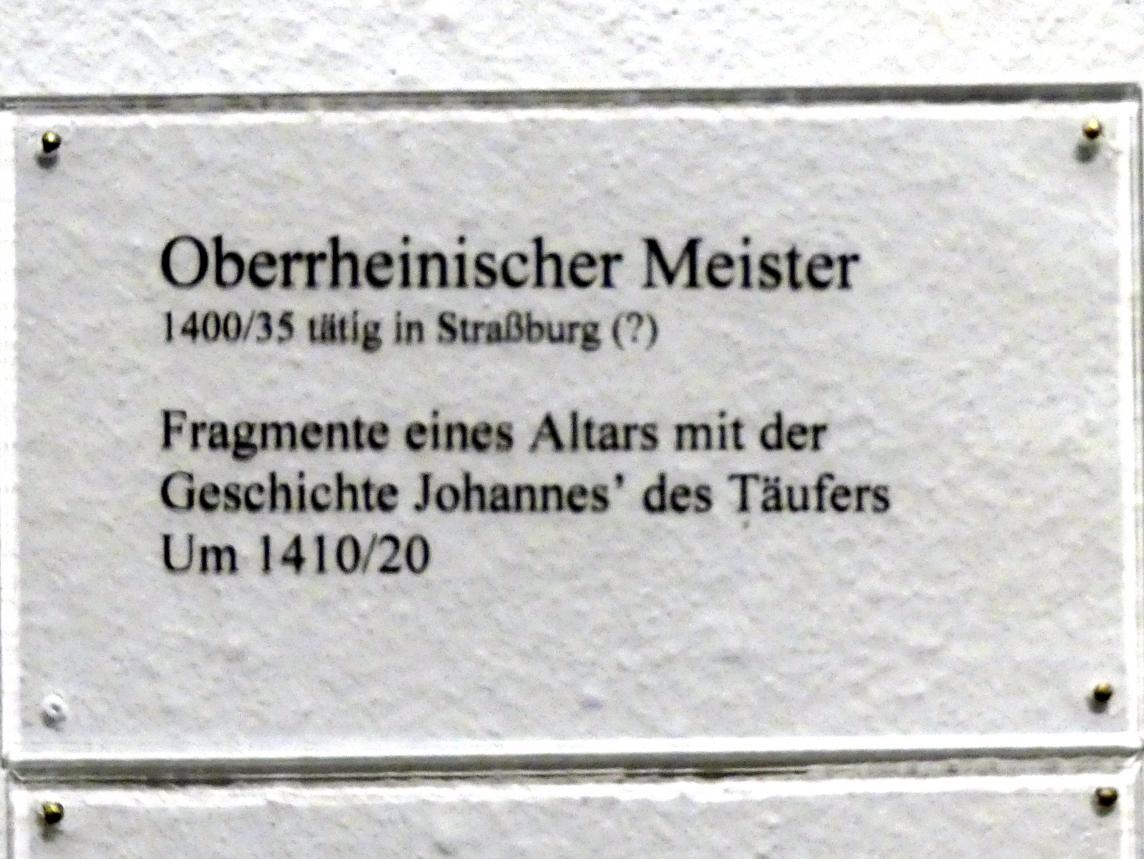 Oberrheinischer Meister
1400/35 tätig in Straßburg (?)
Fragmente eines Altars mit der
Geschichte Johannes’ des Täufers
Um 1410/20